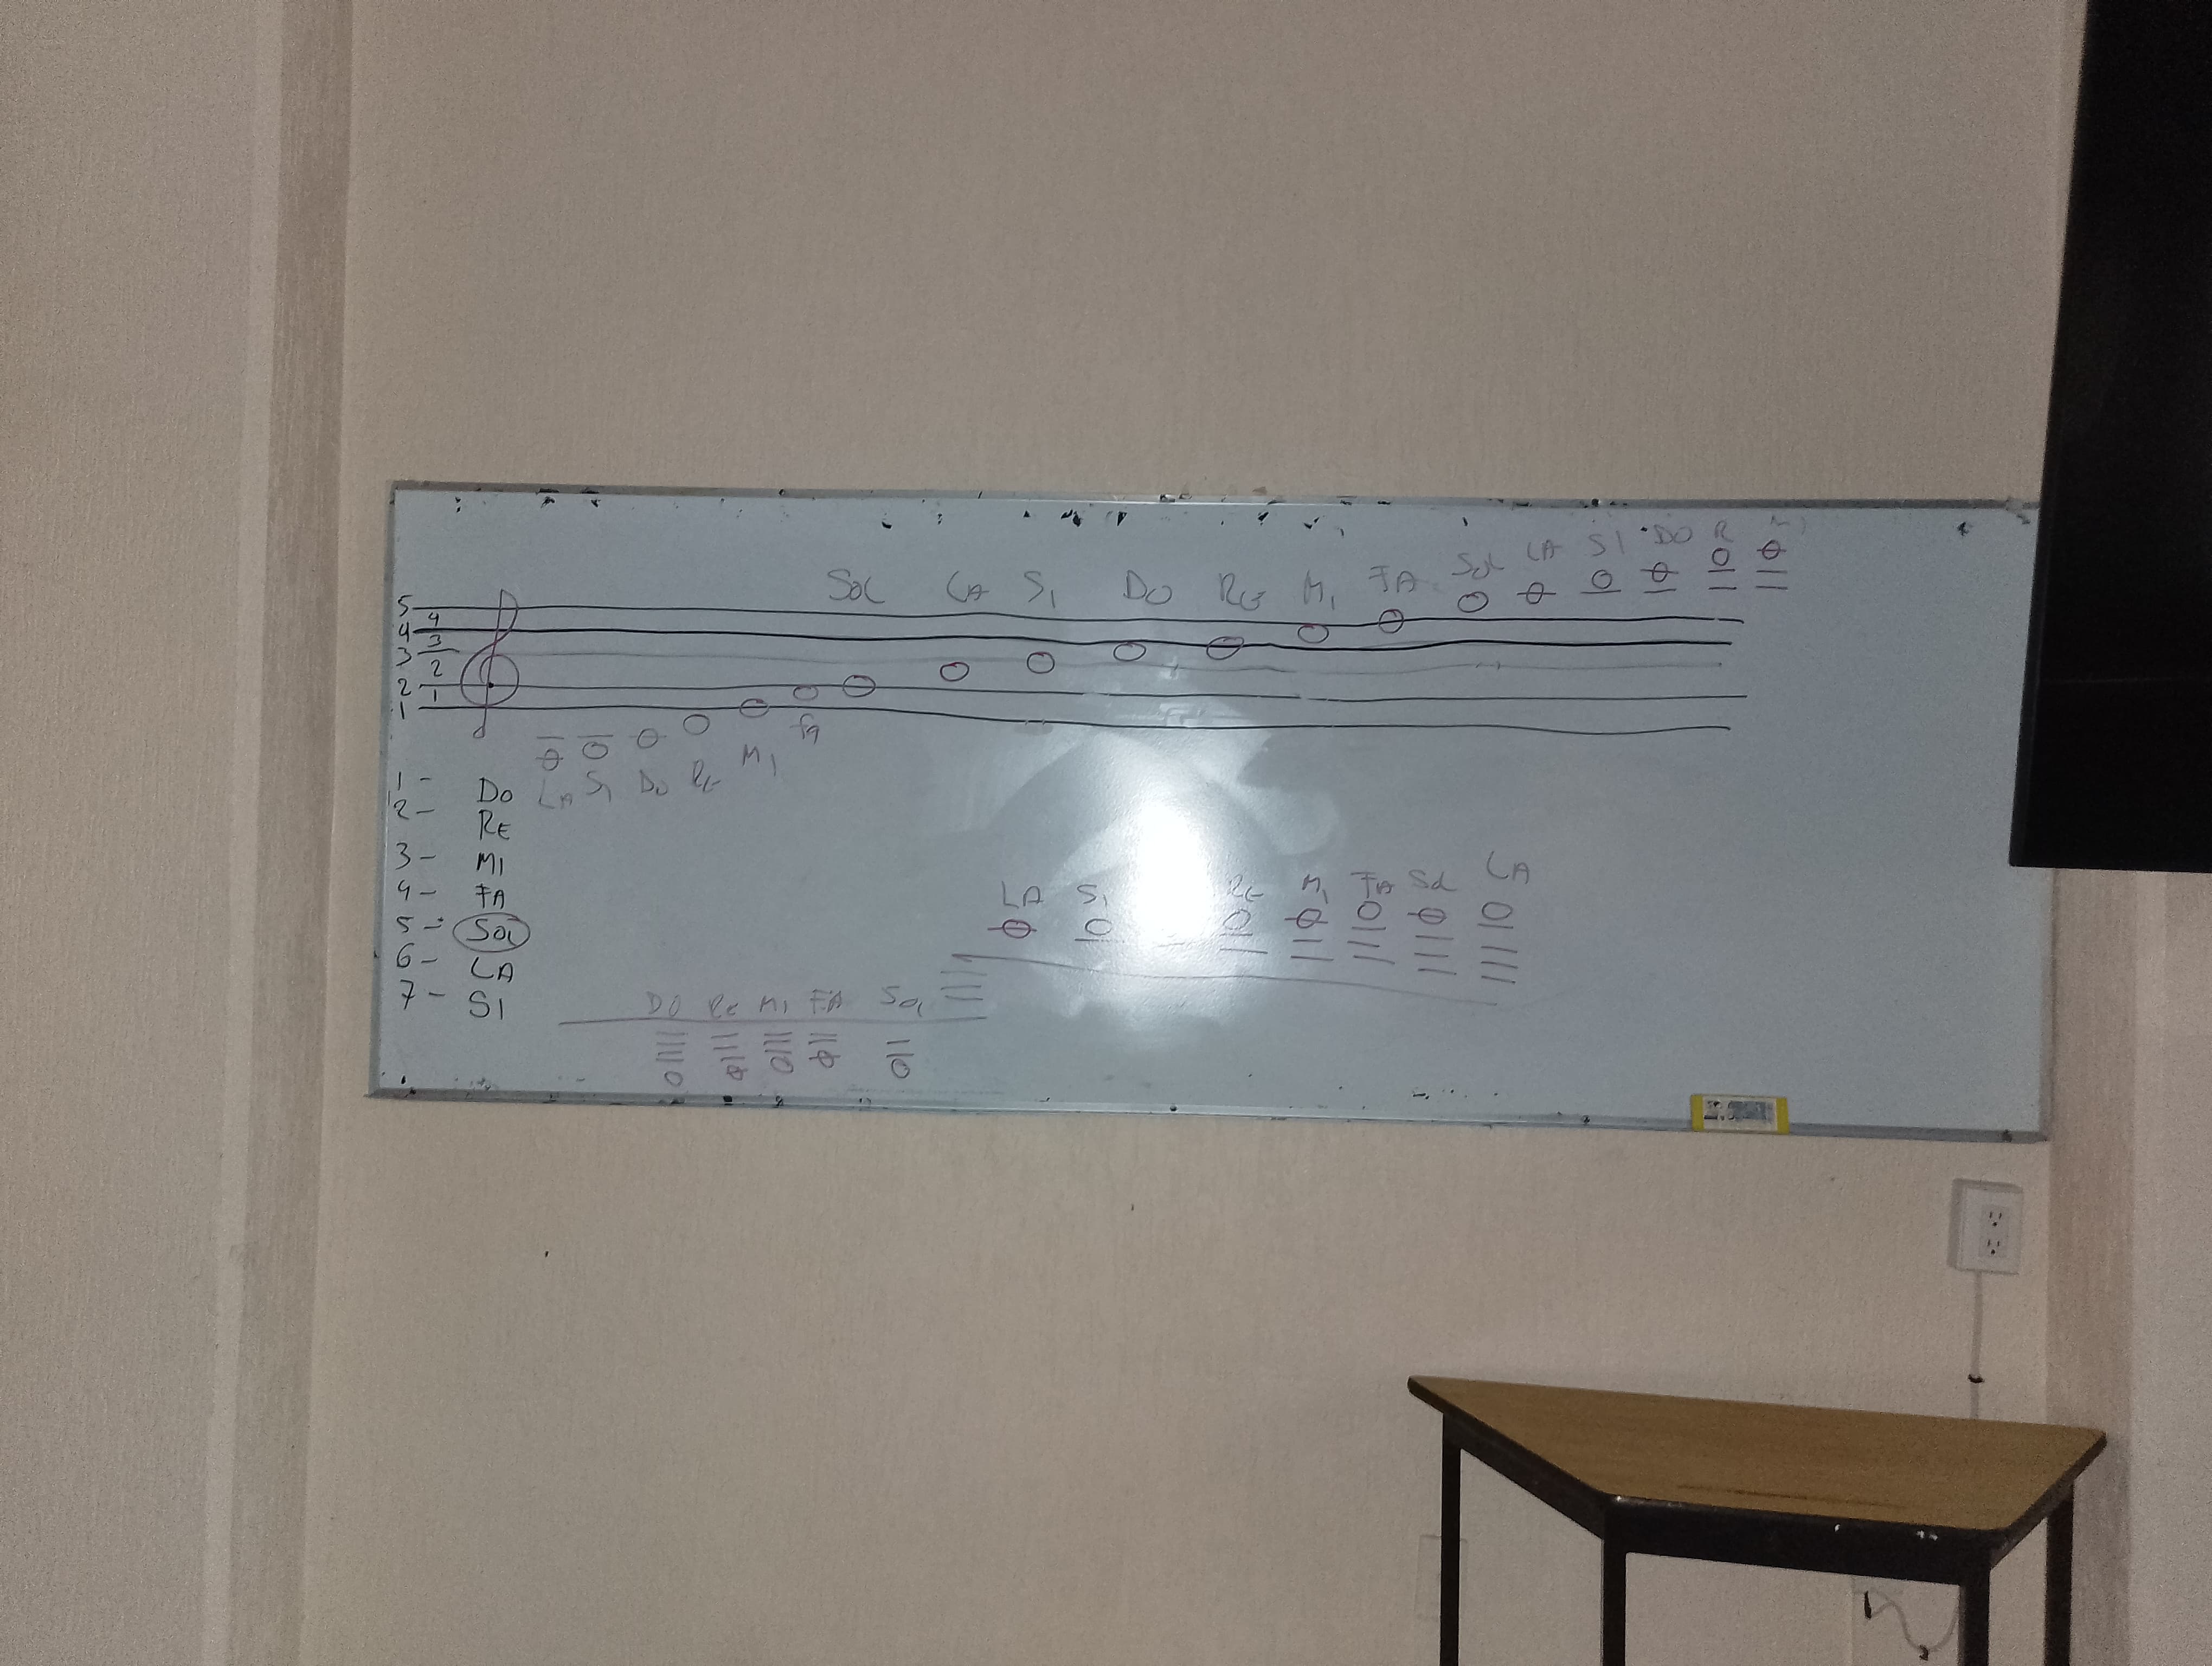 SOL LA SI DO RE MI FA SOL LA SI DO R
5
4 4
3 3
2 2
1 1
fa
LA SI DO RE MI
1 - DO
2 - RE
3 - MI
4 - FA
5 - SOL
6 - LA
7 - SI
LA SI RE MI FA SOL LA
DO RE MI FA SOL